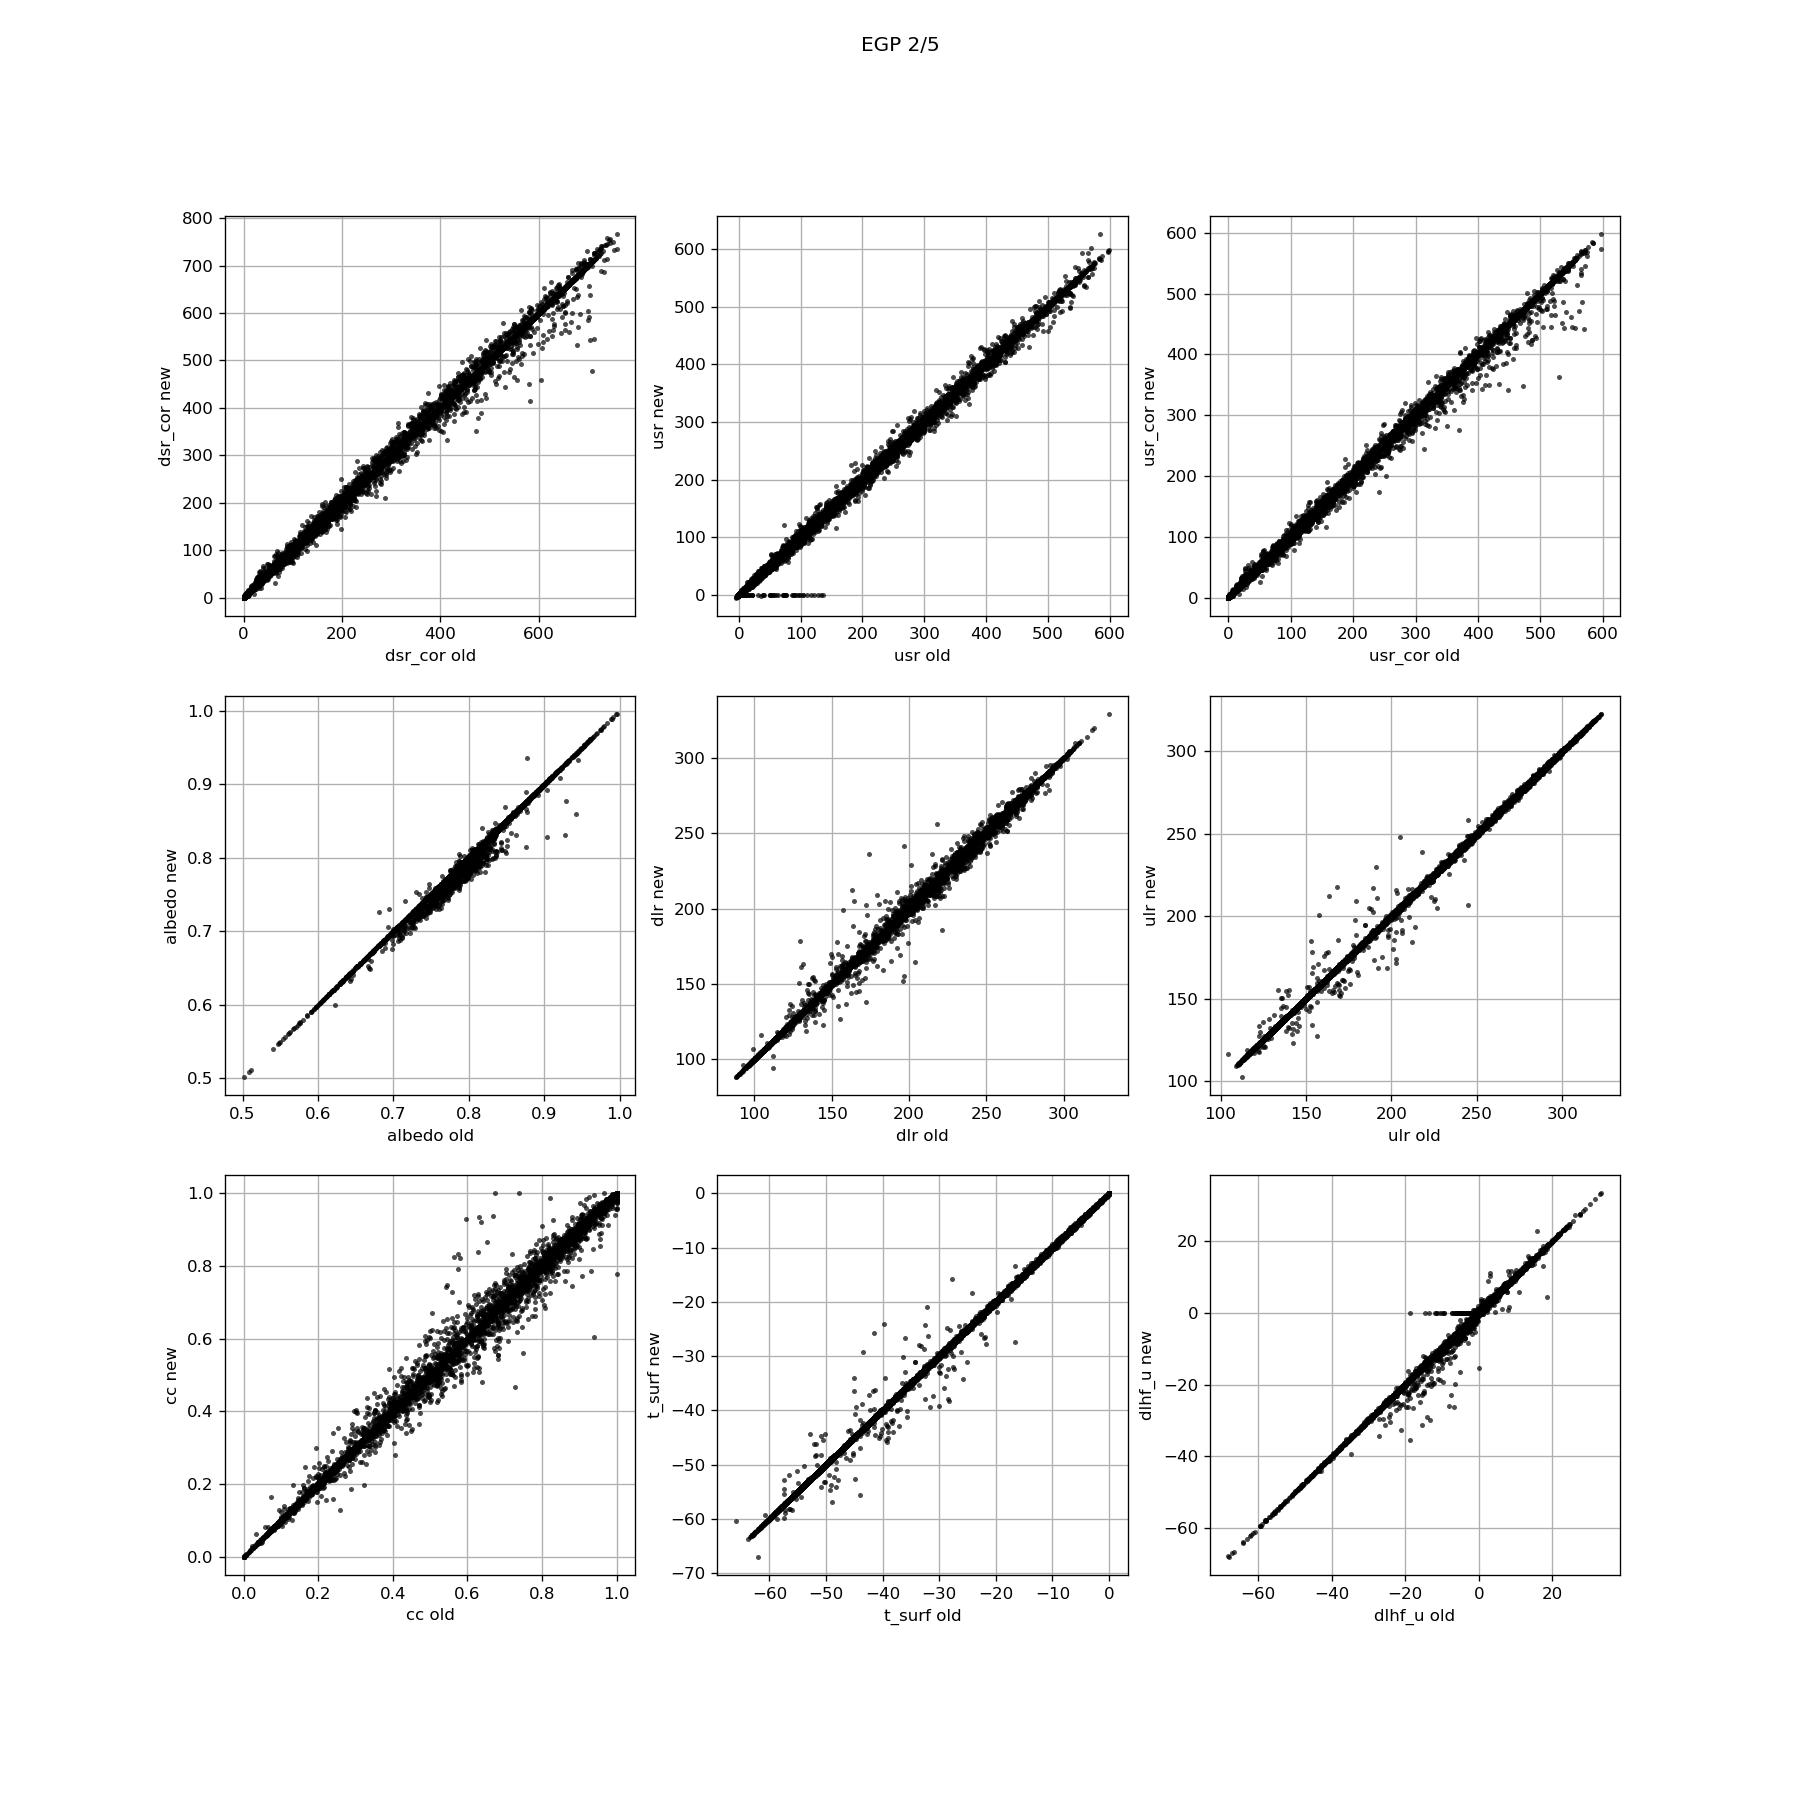 EGP 2/5
800
700
600
500
400
300
200
100
0
dsr_cor new
0 200 400 600
dsr_cor old
600
500
400
300
200
100
0
usr new
0 100 200 300 400 500 600
usr old
600
500
400
300
200
100
0
usr_cor new
0 100 200 300 400 500 600
usr_cor old
1.0
0.9
0.8
0.7
0.6
0.5
albedo new
0.5 0.6 0.7 0.8 0.9 1.0
albedo old
300
250
200
150
100
dlr new
100 150 200 250 300
dlr old
300
250
200
150
100
ulr new
100 150 200 250 300
ulr old
1.0
0.8
0.6
0.4
0.2
0.0
cc new
0.0 0.2 0.4 0.6 0.8 1.0
cc old
0
−10
−20
−30
−40
−50
−60
−70
t_surf new
−60 −50 −40 −30 −20 −10 0
t_surf old
20
0
−20
−40
−60
dlhf_u new
−60 −40 −20 0 20
dlhf_u old